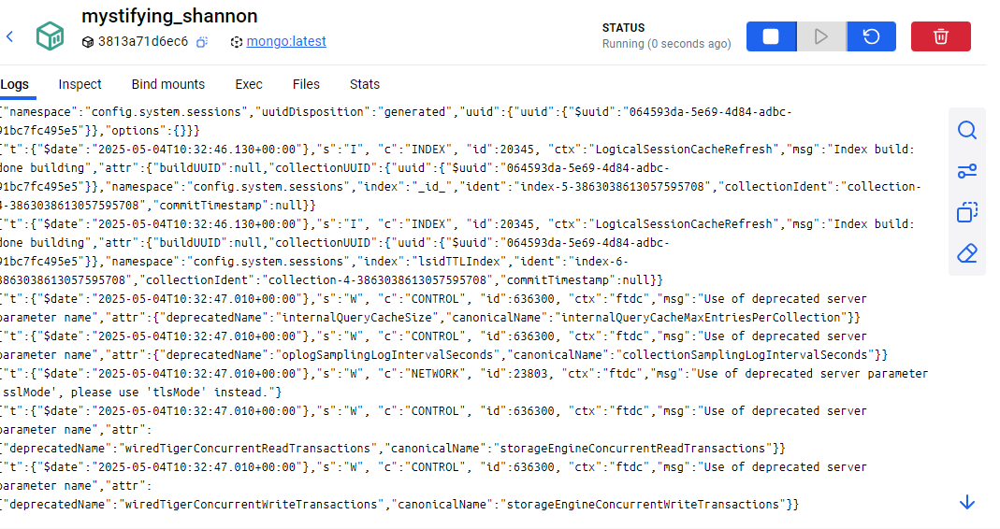 mystifying_shannon
3813a71d6ec6 mongo:latest
STATUS
Running (0 seconds ago)
Logs Inspect Bind mounts Exec Files Stats
{"namespace":"config.system.sessions","uuidDisposition":"generated","uuid":{"uuid":{"$uuid":"064593da-5e69-4d84-adbc-
91bc7fc495e5"}},"options":{}}}
{"t":{"$date":"2025-05-04T10:32:46.130+00:00"},"s":"I", "c":"INDEX", "id":20345, "ctx":"LogicalSessionCacheRefresh","msg":"Index build:
done building","attr":{"buildUUID":null,"collectionUUID":{"uuid":{"$uuid":"064593da-5e69-4d84-adbc-
91bc7fc495e5"}},"namespace":"config.system.sessions","index":"_id_","ident":"index-5-3863038613057595708","collectionIdent":"collection-
4-3863038613057595708","commitTimestamp":null}}
{"t":{"$date":"2025-05-04T10:32:46.130+00:00"},"s":"I", "c":"INDEX", "id":20345, "ctx":"LogicalSessionCacheRefresh","msg":"Index build:
done building","attr":{"buildUUID":null,"collectionUUID":{"uuid":{"$uuid":"064593da-5e69-4d84-adbc-
91bc7fc495e5"}},"namespace":"config.system.sessions","index":"lsidTTLIndex","ident":"index-6-
3863038613057595708","collectionIdent":"collection-4-3863038613057595708","commitTimestamp":null}}
{"t":{"$date":"2025-05-04T10:32:47.010+00:00"},"s":"W", "c":"CONTROL", "id":636300, "ctx":"ftdc","msg":"Use of deprecated server
parameter name","attr":{"deprecatedName":"internalQueryCacheSize","canonicalName":"internalQueryCacheMaxEntriesPerCollection"}}
{"t":{"$date":"2025-05-04T10:32:47.010+00:00"},"s":"W", "c":"CONTROL", "id":636300, "ctx":"ftdc","msg":"Use of deprecated server
parameter name","attr":{"deprecatedName":"oplogSamplingLogIntervalSeconds","canonicalName":"collectionSamplingLogIntervalSeconds"}}
{"t":{"$date":"2025-05-04T10:32:47.010+00:00"},"s":"W", "c":"NETWORK", "id":23803, "ctx":"ftdc","msg":"Use of deprecated server parameter
'sslMode', please use 'tlsMode' instead."}
{"t":{"$date":"2025-05-04T10:32:47.010+00:00"},"s":"W", "c":"CONTROL", "id":636300, "ctx":"ftdc","msg":"Use of deprecated server
parameter name","attr":
{"deprecatedName":"wiredTigerConcurrentReadTransactions","canonicalName":"storageEngineConcurrentReadTransactions"}}
{"t":{"$date":"2025-05-04T10:32:47.010+00:00"},"s":"W", "c":"CONTROL", "id":636300, "ctx":"ftdc","msg":"Use of deprecated server
parameter name","attr":
{"deprecatedName":"wiredTigerConcurrentWriteTransactions","canonicalName":"storageEngineConcurrentWriteTransactions"}}